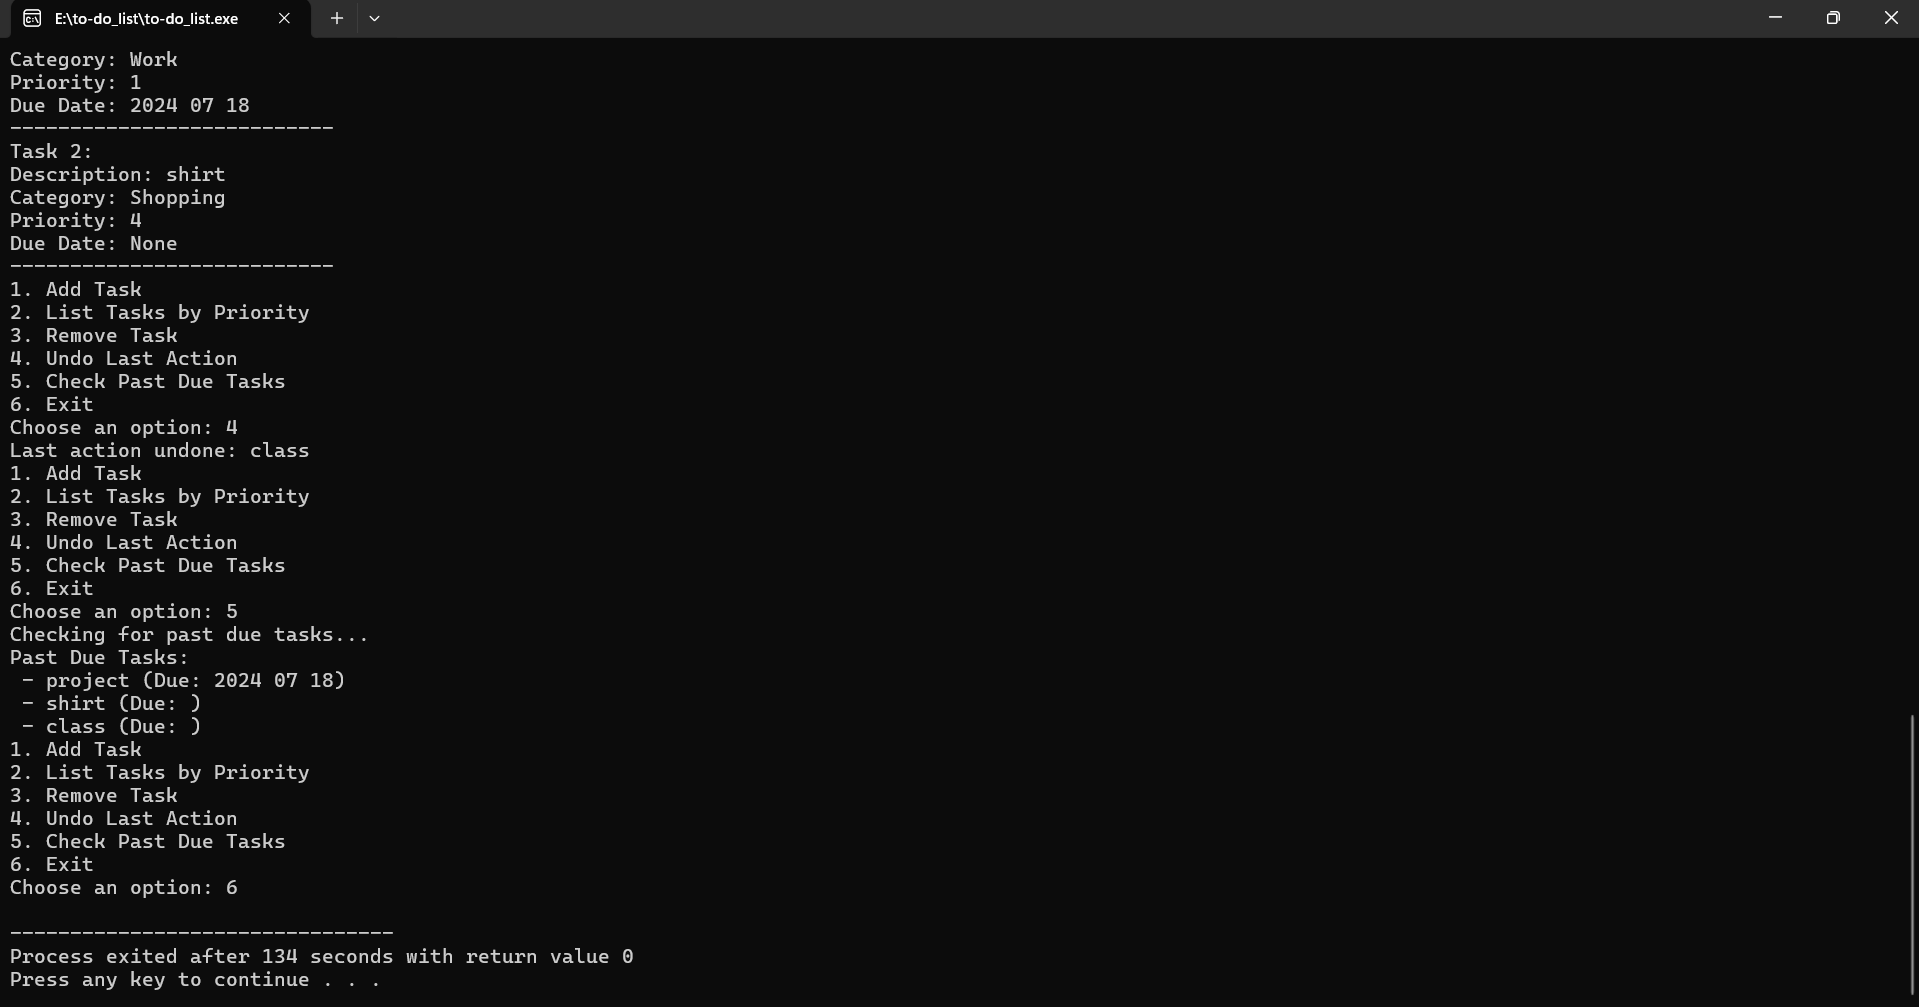 E:\to-do_list\to-do_list.exe
Category: Work
Priority: 1
Due Date: 2024 07 18
---------------------------
Task 2:
Description: shirt
Category: Shopping
Priority: 4
Due Date: None
---------------------------
1. Add Task
2. List Tasks by Priority
3. Remove Task
4. Undo Last Action
5. Check Past Due Tasks
6. Exit
Choose an option: 4
Last action undone: class
1. Add Task
2. List Tasks by Priority
3. Remove Task
4. Undo Last Action
5. Check Past Due Tasks
6. Exit
Choose an option: 5
Checking for past due tasks...
Past Due Tasks:
 - project (Due: 2024 07 18)
 - shirt (Due: )
 - class (Due: )
1. Add Task
2. List Tasks by Priority
3. Remove Task
4. Undo Last Action
5. Check Past Due Tasks
6. Exit
Choose an option: 6

--------------------------------
Process exited after 134 seconds with return value 0
Press any key to continue . . .